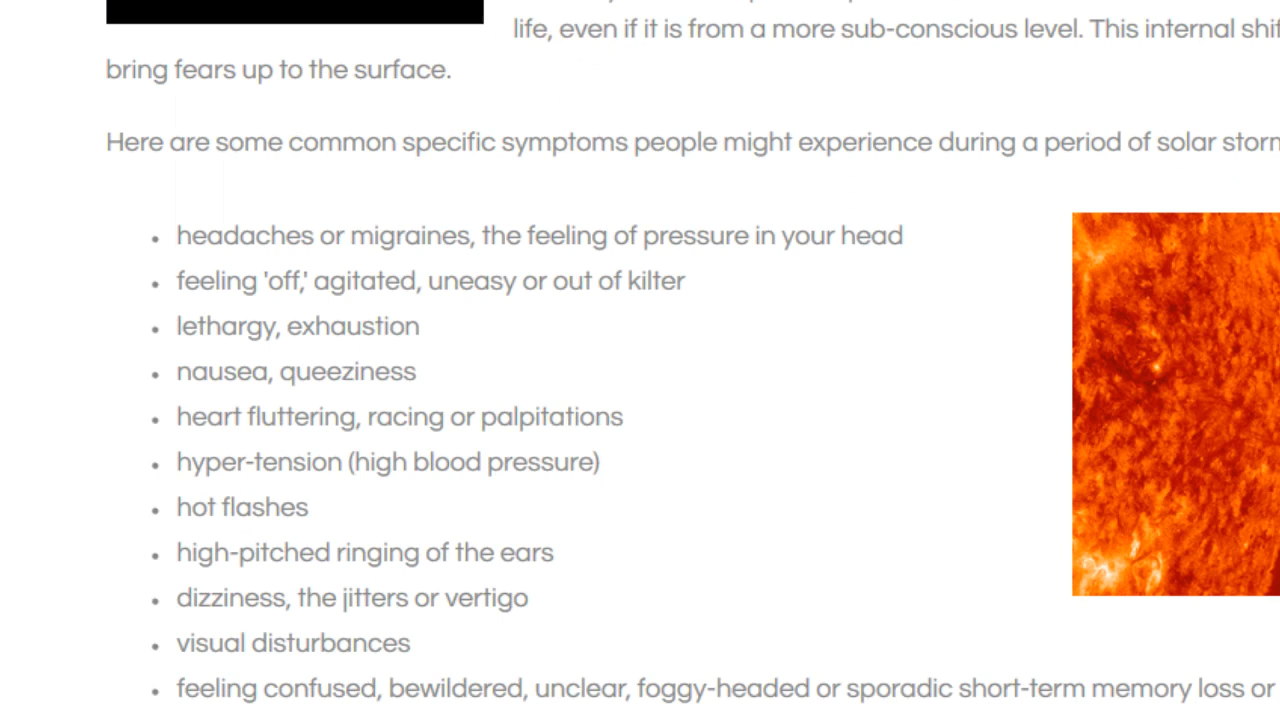 life, even if it is from a more sub-conscious level. This internal
bring fears up to the surface.
Here are some common specific symptoms people might experience during a period of solar
headaches or migraines, the feeling of pressure in your head
feeling 'off,' agitated, uneasy or out of kilter
lethargy, exhaustion
nausea, queeziness
heart fluttering, racing or palpitations
hyper-tension (high blood pressure)
hot flashes
high-pitched ringing of the ears
dizziness, the jitters or vertigo
visual disturbances
feeling confused, bewildered, unclear, foggy-headed or sporadic short-term memory loss or